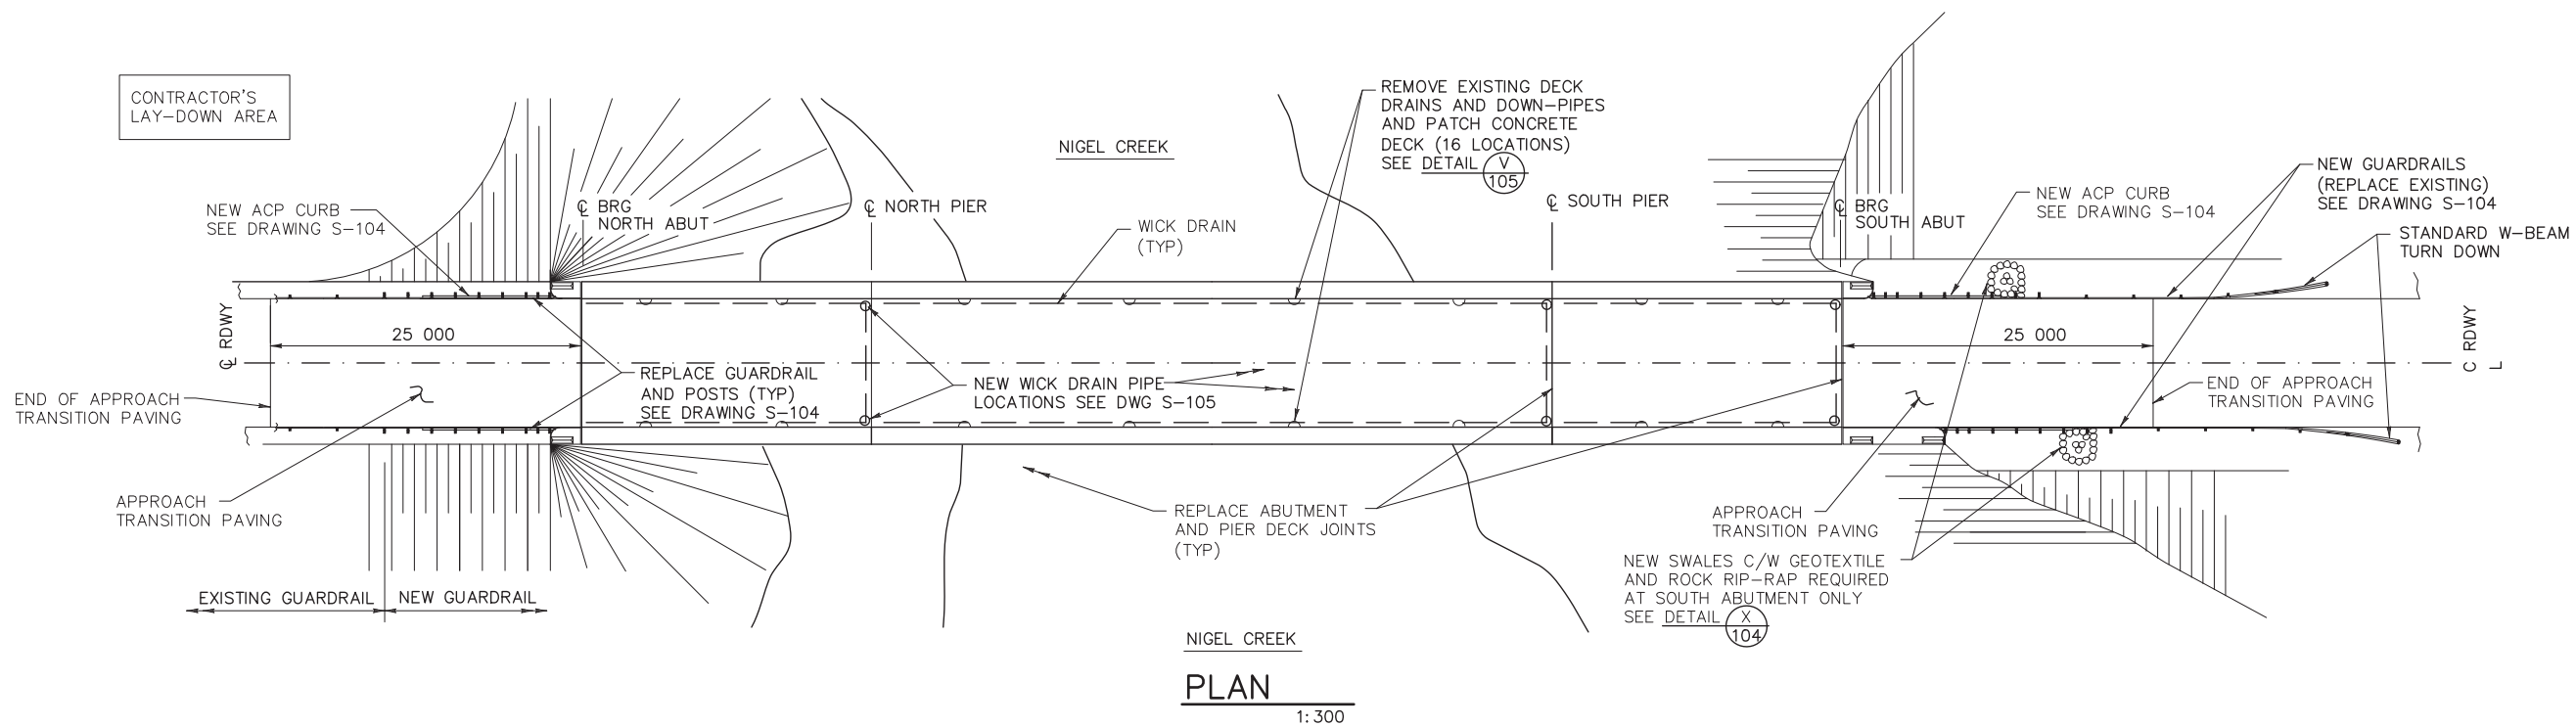 CONTRACTOR'S
LAY-DOWN AREA
NIGEL CREEK
REMOVE EXISTING DECK
DRAINS AND DOWN-PIPES
AND PATCH CONCRETE
DECK (16 LOCATIONS)
SEE DETAIL V
105
NEW ACP CURB
SEE DRAWING S-104
℄ BRG
NORTH ABUT
℄ NORTH PIER
WICK DRAIN
(TYP)
℄ SOUTH PIER
℄ BRG
SOUTH ABUT
NEW ACP CURB
SEE DRAWING S-104
NEW GUARDRAILS
(REPLACE EXISTING)
SEE DRAWING S-104
STANDARD W-BEAM
TURN DOWN
℄ RDWY
25 000
25 000
C RDWY
L
END OF APPROACH
TRANSITION PAVING
REPLACE GUARDRAIL
AND POSTS (TYP)
SEE DRAWING S-104
NEW WICK DRAIN PIPE
LOCATIONS SEE DWG S-105
END OF APPROACH
TRANSITION PAVING
APPROACH
TRANSITION PAVING
REPLACE ABUTMENT
AND PIER DECK JOINTS
(TYP)
APPROACH
TRANSITION PAVING
NEW SWALES C/W GEOTEXTILE
AND ROCK RIP-RAP REQUIRED
AT SOUTH ABUTMENT ONLY
SEE DETAIL X
104
EXISTING GUARDRAIL
NEW GUARDRAIL
NIGEL CREEK
PLAN
1:300